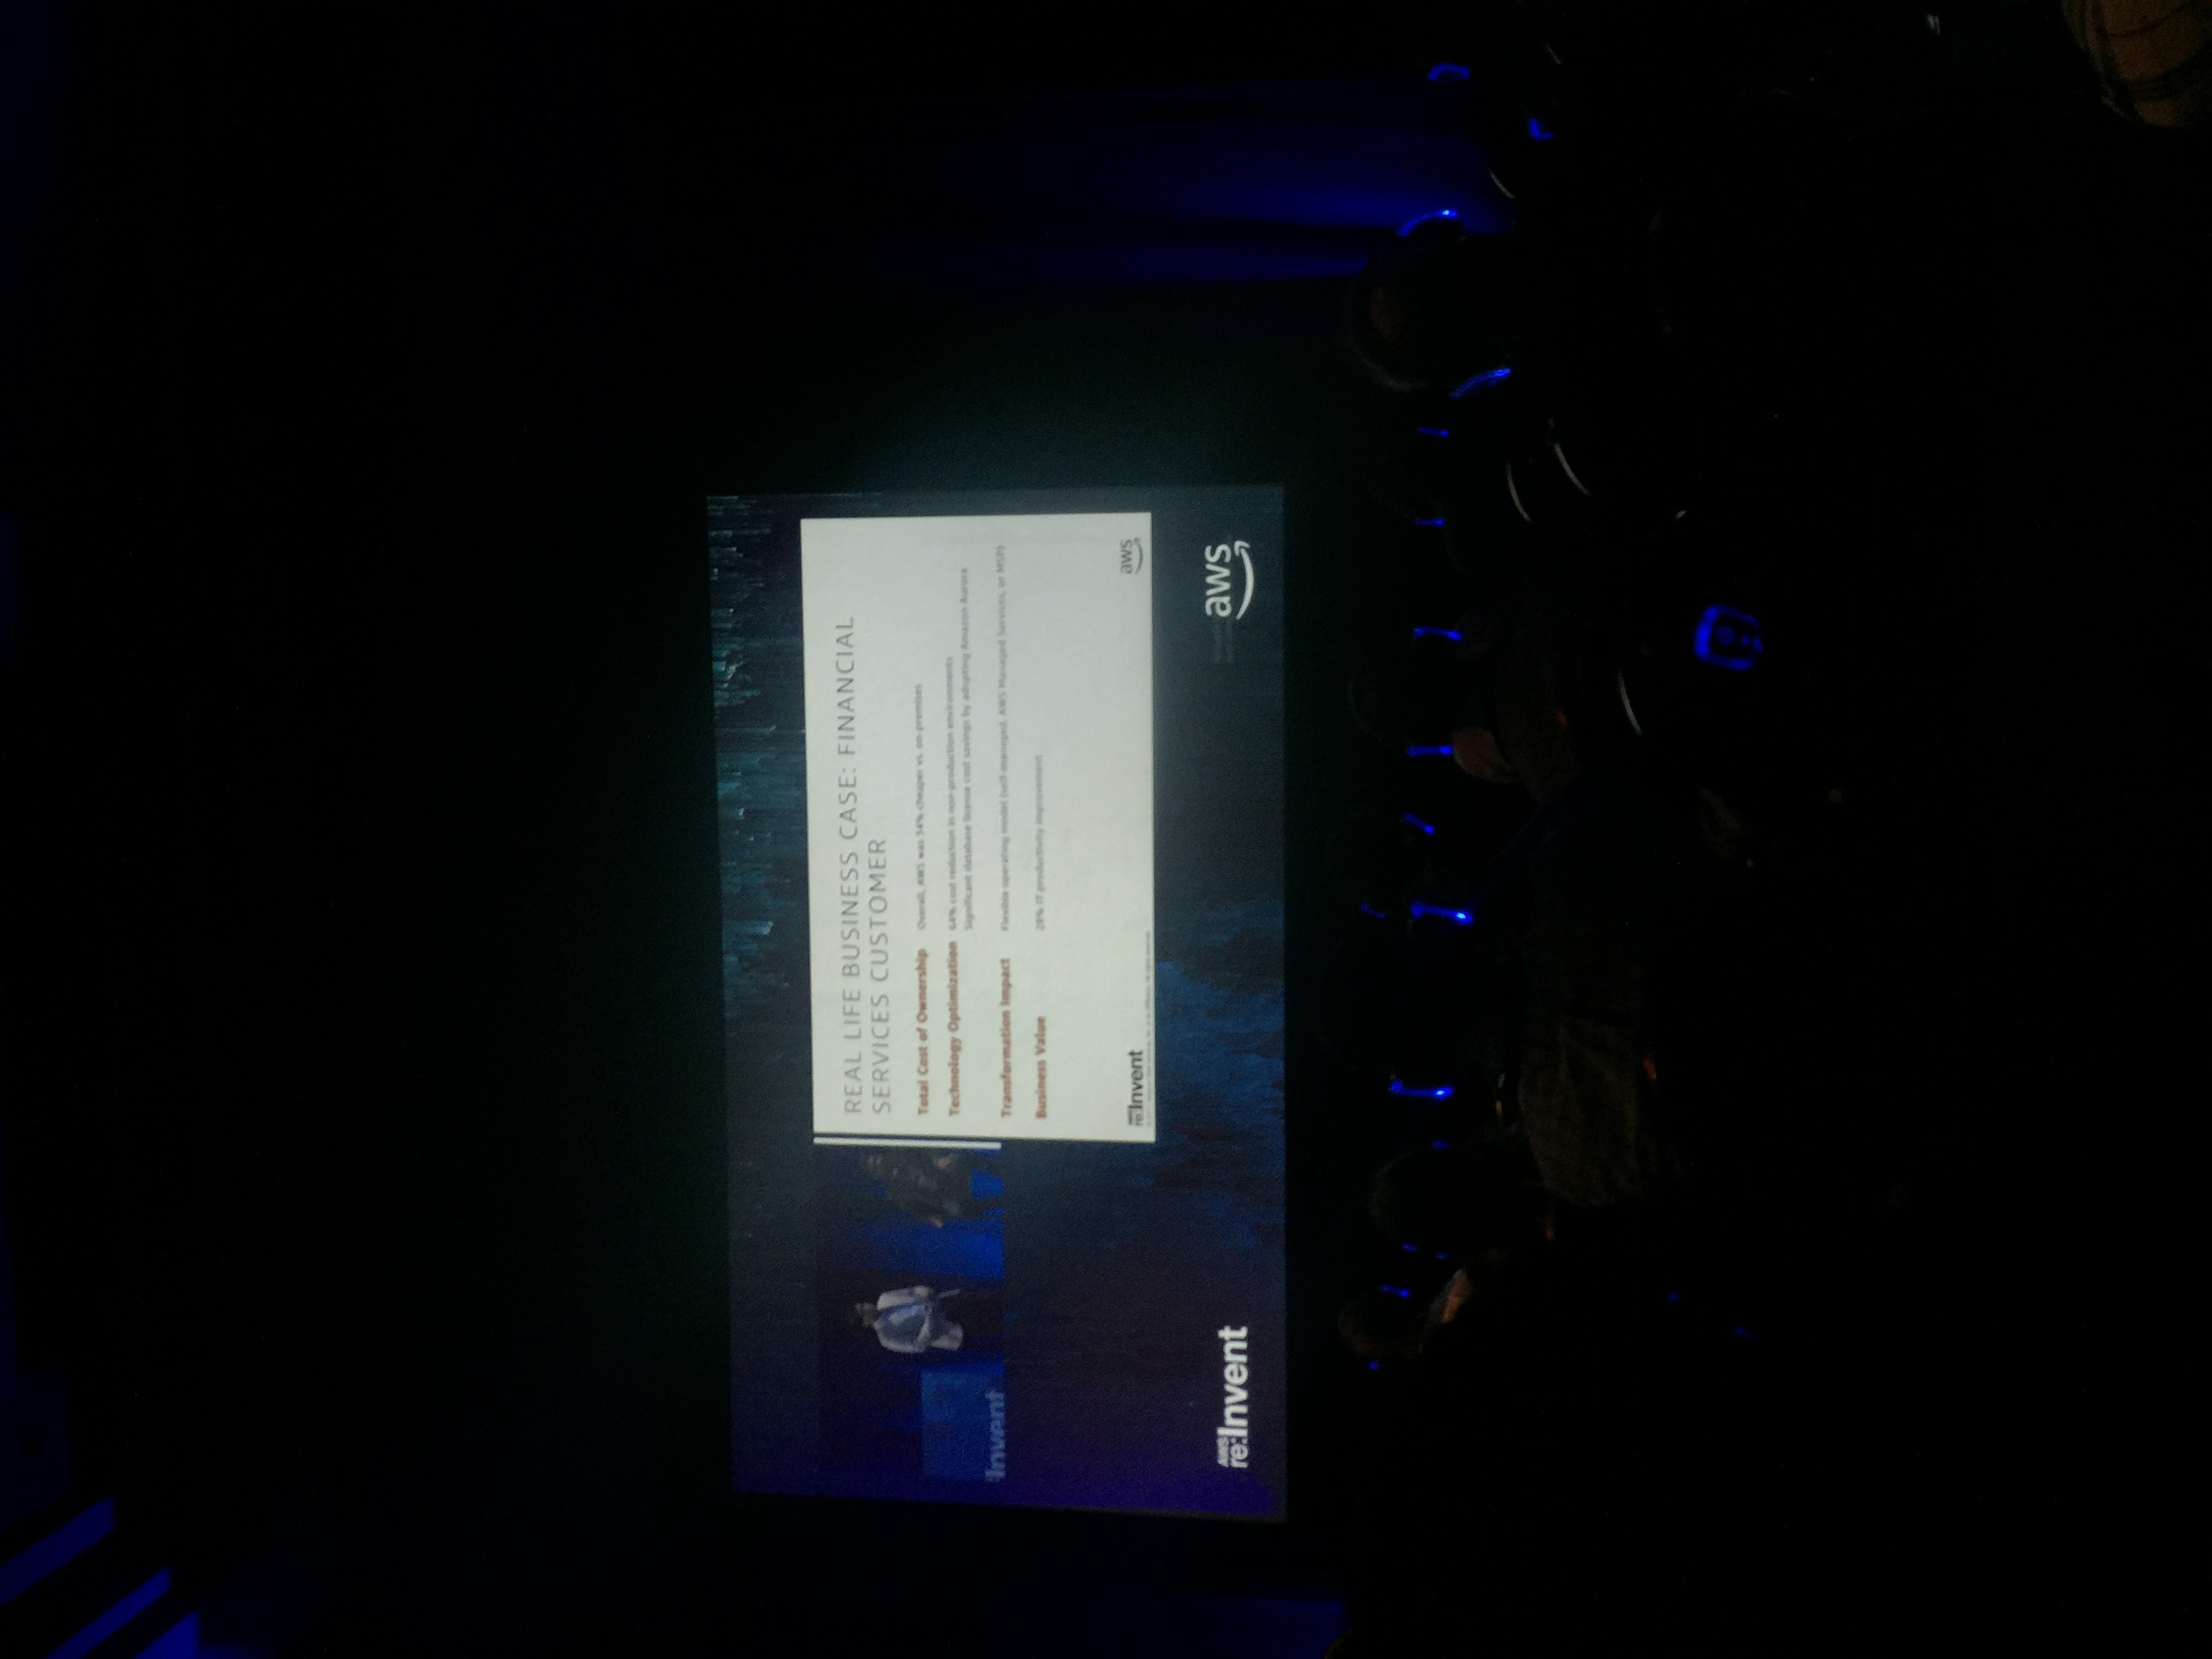 REAL LIFE BUSINESS CASE: FINANCIAL
SERVICES CUSTOMER
Total Cost of Ownership Overall, AWS was 34% cheaper vs. on-premises
Technology Optimization 64% cost reduction in non-production environments
Significant database license cost savings by adopting Amazon Aurora
Transformation Impact Flexible operating model (self-managed, AWS Managed Services, or MSP)
Business Value IT productivity improvement
re:Invent
aws
Invent
AWS
re:Invent
aws